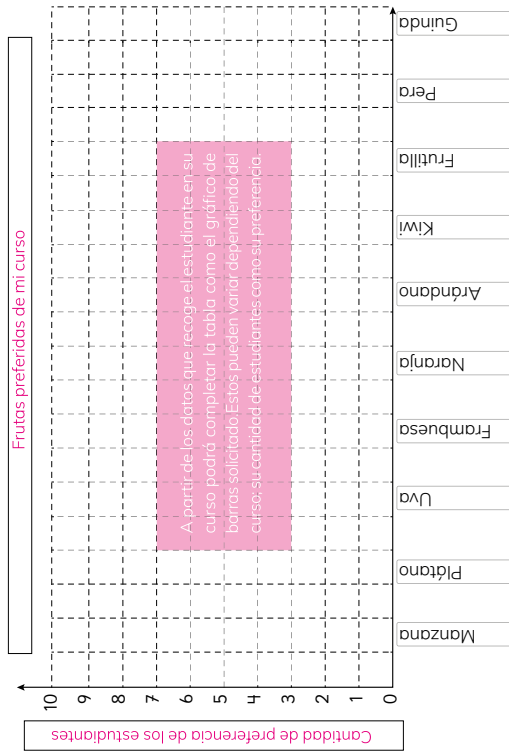 Frutas preferidas de mi curso
Cantidad de preferencia de los estudiantes
10
9
8
7
6
5
4
3
2
1
0
A partir de los datos que recoge el estudiante en su
curso podrá completar la tabla como el gráfico de
barras solicitado.Estos pueden variar dependiendo del
curso; su cantidad de estudiantes como su preferencia.
Manzana
Plátano
Uva
Frambuesa
Naranja
Arándano
Kiwi
Frutilla
Pera
Guinda